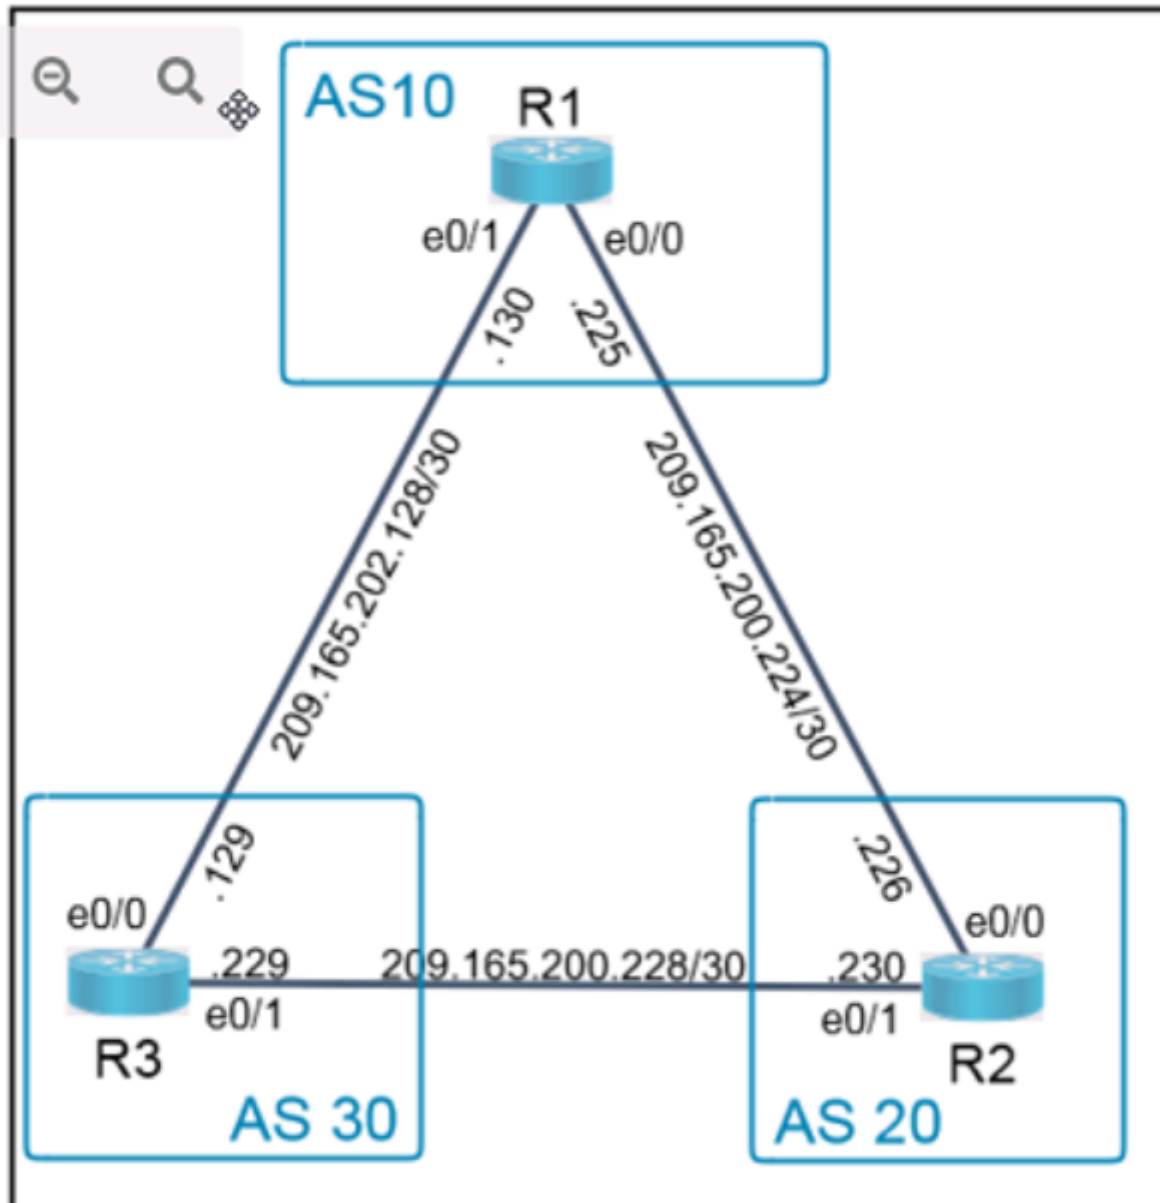 AS10
R1
e0/1
e0/0
.130
.225
209.165.202.128/30
209.165.200.224/30
.129
.226
e0/0
e0/0
.229
209.165.200.228/30
.230
e0/1
e0/1
R3
R2
AS 30
AS 20